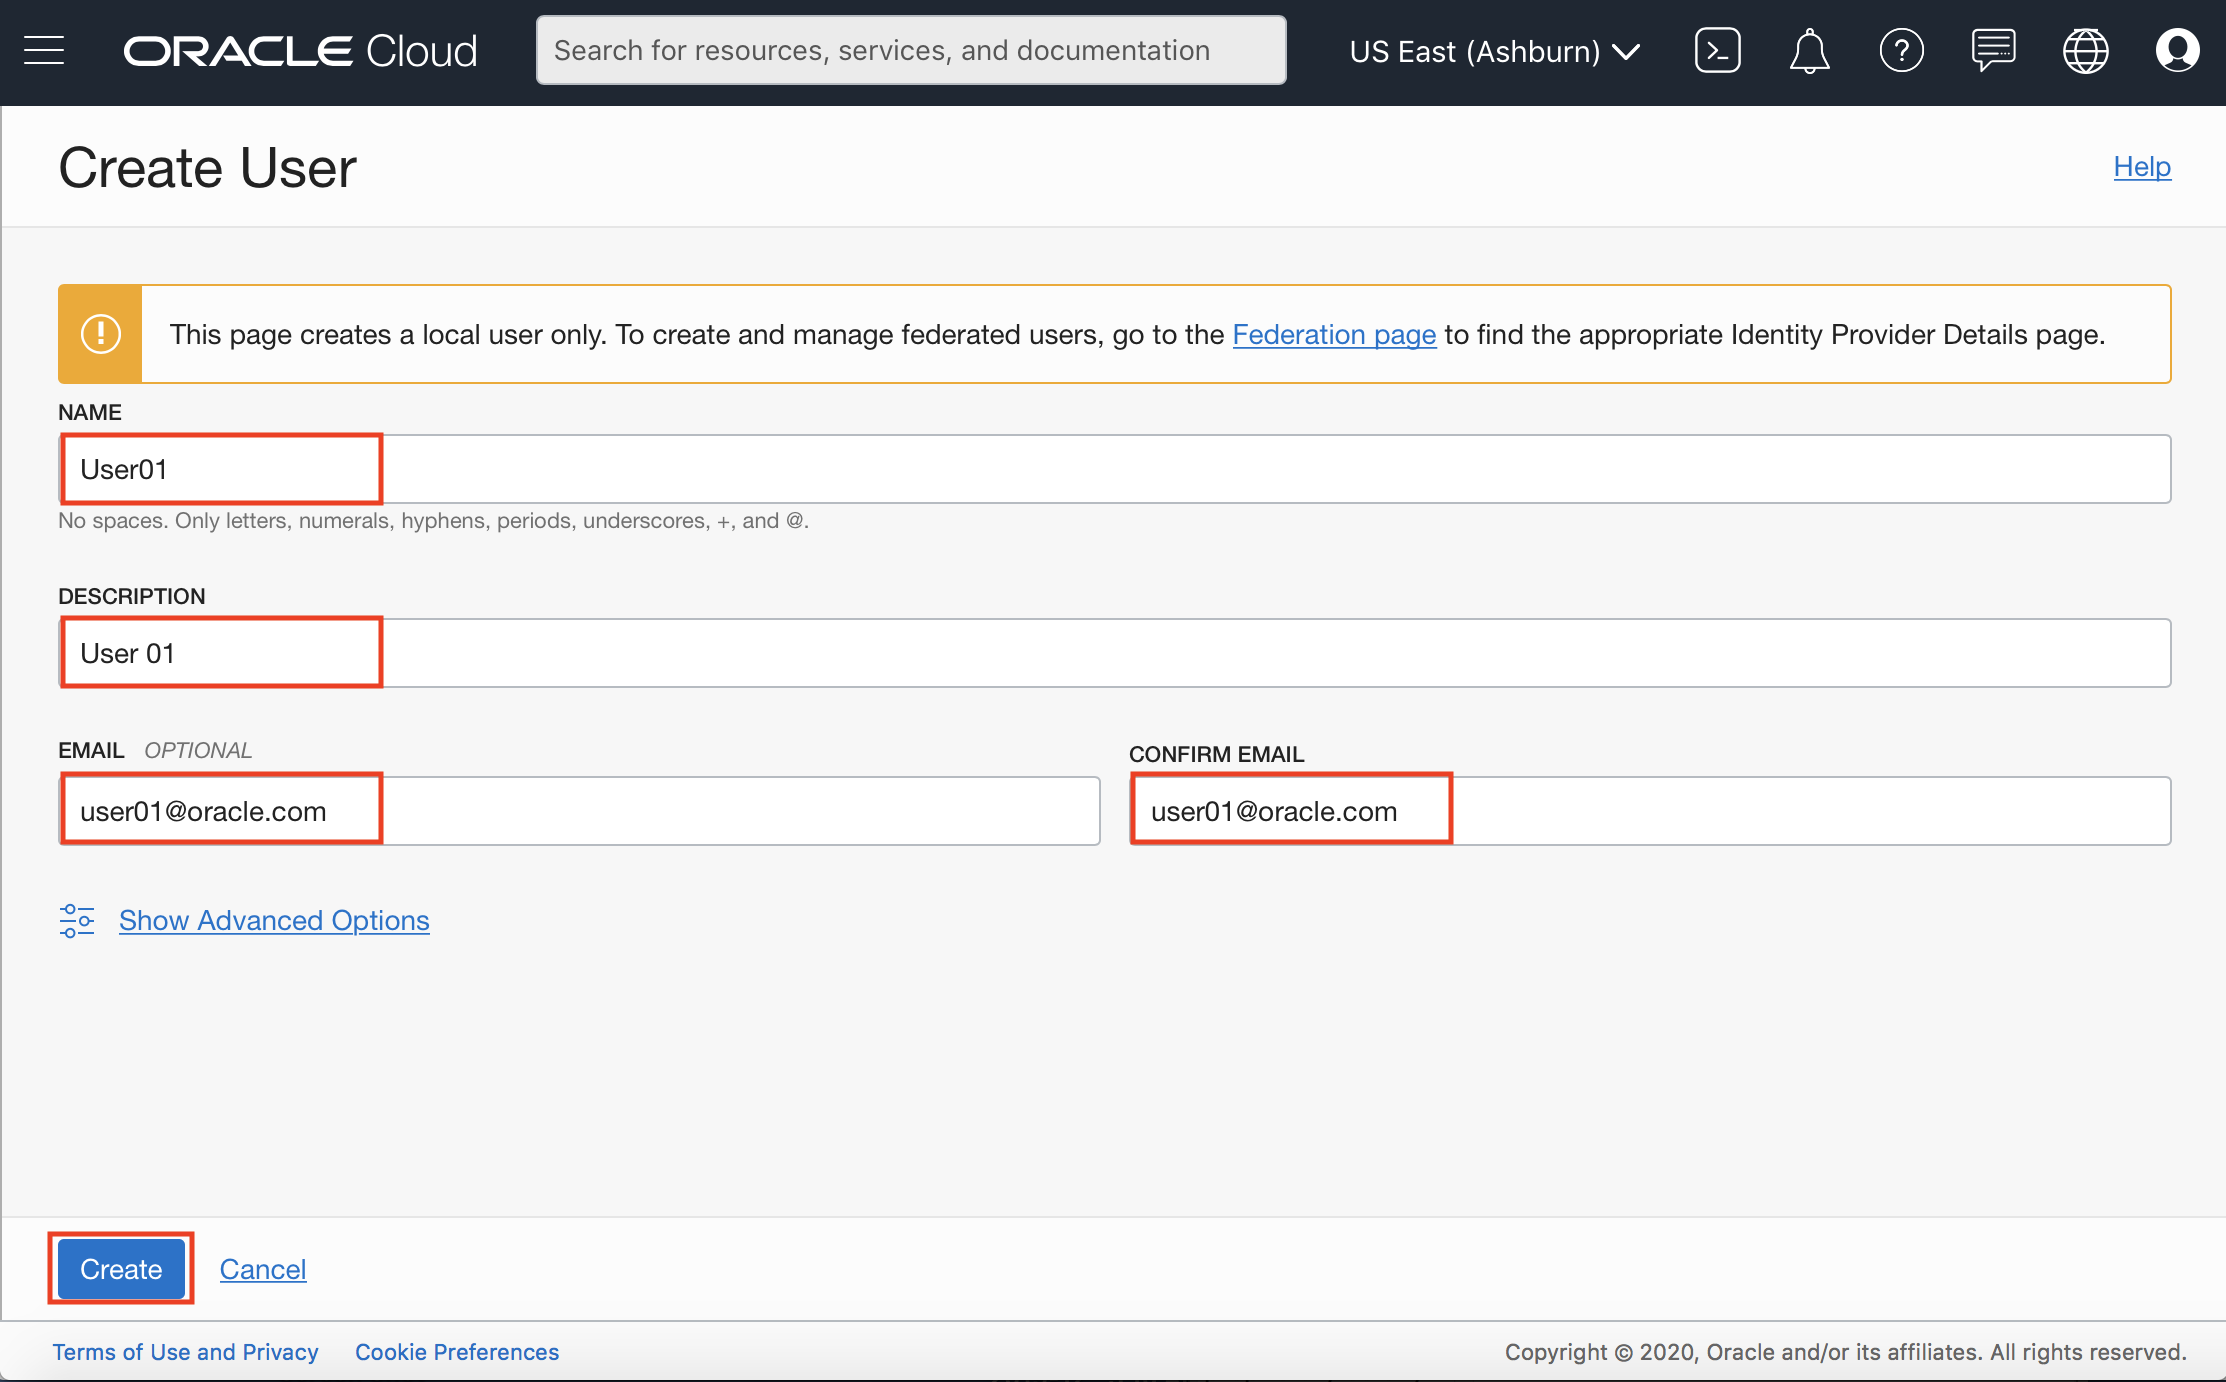 ORACLE Cloud
Search for resources, services, and documentation
US East (Ashburn)
Create User
Help
This page creates a local user only. To create and manage federated users, go to the Federation page to find the appropriate Identity Provider Details page.
NAME
User01
No spaces. Only letters, numerals, hyphens, periods, underscores, +, and @.
DESCRIPTION
User 01
EMAIL OPTIONAL
CONFIRM EMAIL
user01@oracle.com
user01@oracle.com
Show Advanced Options
Create
Cancel
Terms of Use and Privacy
Cookie Preferences
Copyright © 2020, Oracle and/or its affiliates. All rights reserved.